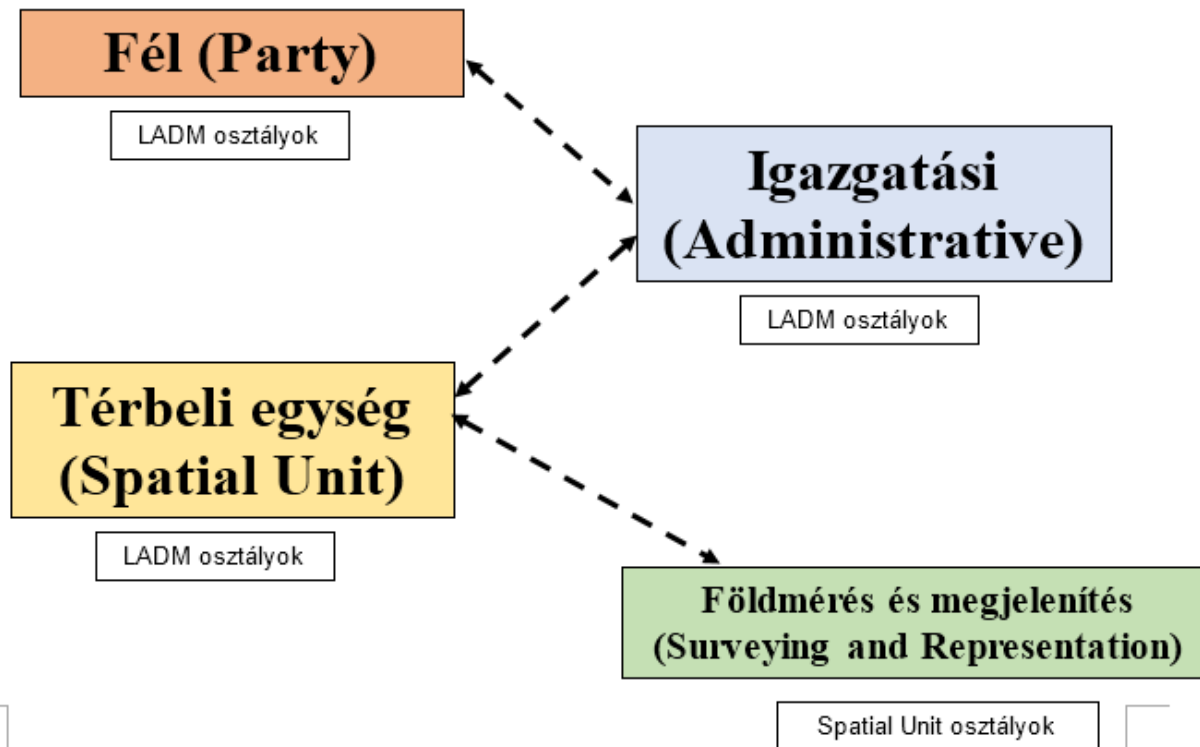 Fél (Party)
LADM osztályok
Igazgatási
(Administrative)
LADM osztályok
Térbeli egység
(Spatial Unit)
LADM osztályok
Földmérés és megjelenítés
(Surveying and Representation)
Spatial Unit osztályok